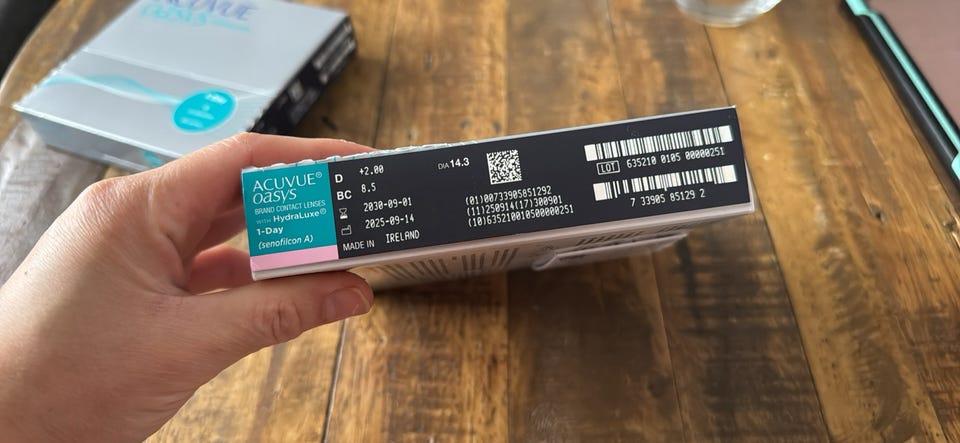 ACUVUE
oasys
ACUVUE®
oasys
BRAND CONTACT LENSES
WITH HydraLuxe®
1-Day
(senofilcon A)
D +2.00
BC 8.5
2030-09-01
2025-09-14
MADE IN IRELAND
DIA 14.3
(01)00733905851292
(11)250914(17)300901
(10)635210010500000251
LOT 635210 0105 00000251
7 33905 85129 2